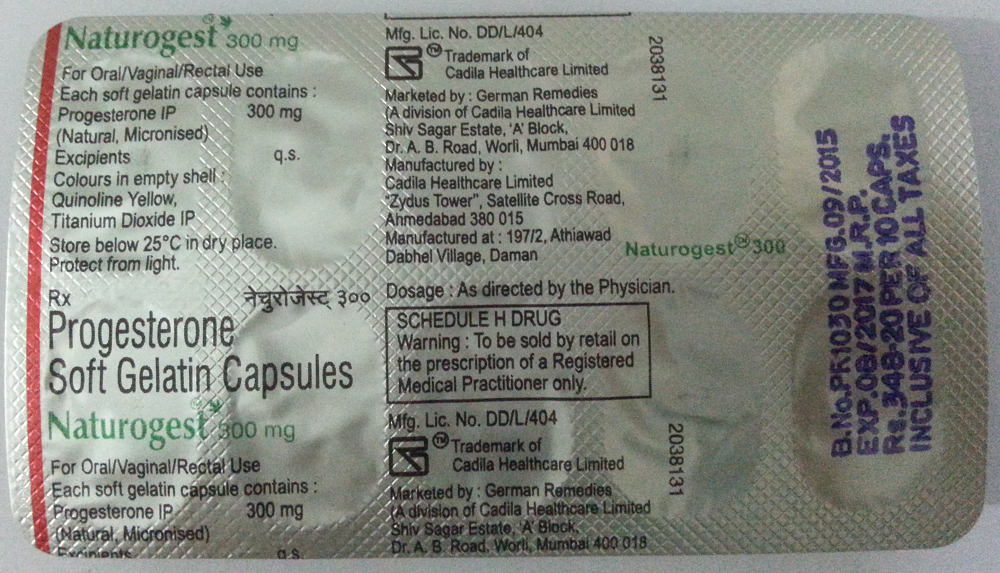 Naturogest® 300 mg
For Oral/Vaginal/Rectal Use
Each soft gelatin capsule contains :
Progesterone IP 300 mg
(Natural, Micronised)
Excipients q.s.
Colours in empty shell :
Quinoline Yellow,
Titanium Dioxide IP
Store below 25°C in dry place.
Protect from light.
Rx नेचुरोजेस्ट ३००
Progesterone
Soft Gelatin Capsules
Naturogest® 300 mg
For Oral/Vaginal/Rectal Use
Each soft gelatin capsule contains :
Progesterone IP 300 mg
(Natural, Micronised)
Excipients q.s.
Mfg. Lic. No. DD/L/404
™ Trademark of
Cadila Healthcare Limited
Marketed by : German Remedies
(A division of Cadila Healthcare Limited
Shiv Sagar Estate, ‘A’ Block,
Dr. A. B. Road, Worli, Mumbai 400 018
Manufactured by :
Cadila Healthcare Limited
"Zydus Tower", Satellite Cross Road,
Ahmedabad 380 015
Manufactured at : 197/2, Athiawad
Dabhel Village, Daman
Dosage : As directed by the Physician.
SCHEDULE H DRUG
Warning : To be sold by retail on
the prescription of a Registered
Medical Practitioner only.
Mfg. Lic. No. DD/L/404
™ Trademark of
Cadila Healthcare Limited
Marketed by : German Remedies
(A division of Cadila Healthcare Limited
Shiv Sagar Estate, ‘A’ Block,
Dr. A. B. Road, Worli, Mumbai 400 018
2038131
2038131
Naturogest™ 300
B.No.PK1030 MFG.09/2015
EXP.08/2017 M.R.P.
Rs.348-20 PER 10 CAPS.
INCLUSIVE OF ALL TAXES